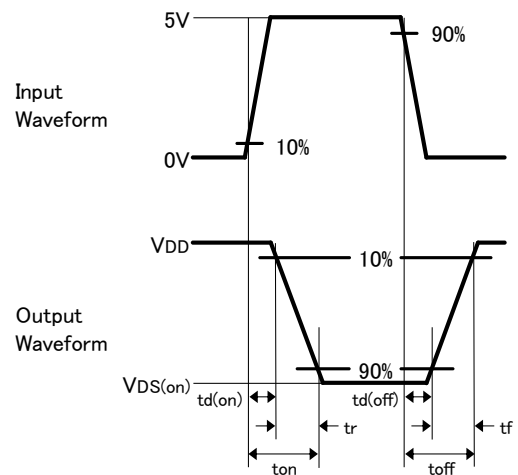 5V
90%
Input
Waveform
10%
0V
VDD
10%
Output
Waveform
90%
VDS(on)
td(on)
td(off)
tr
tf
ton
toff